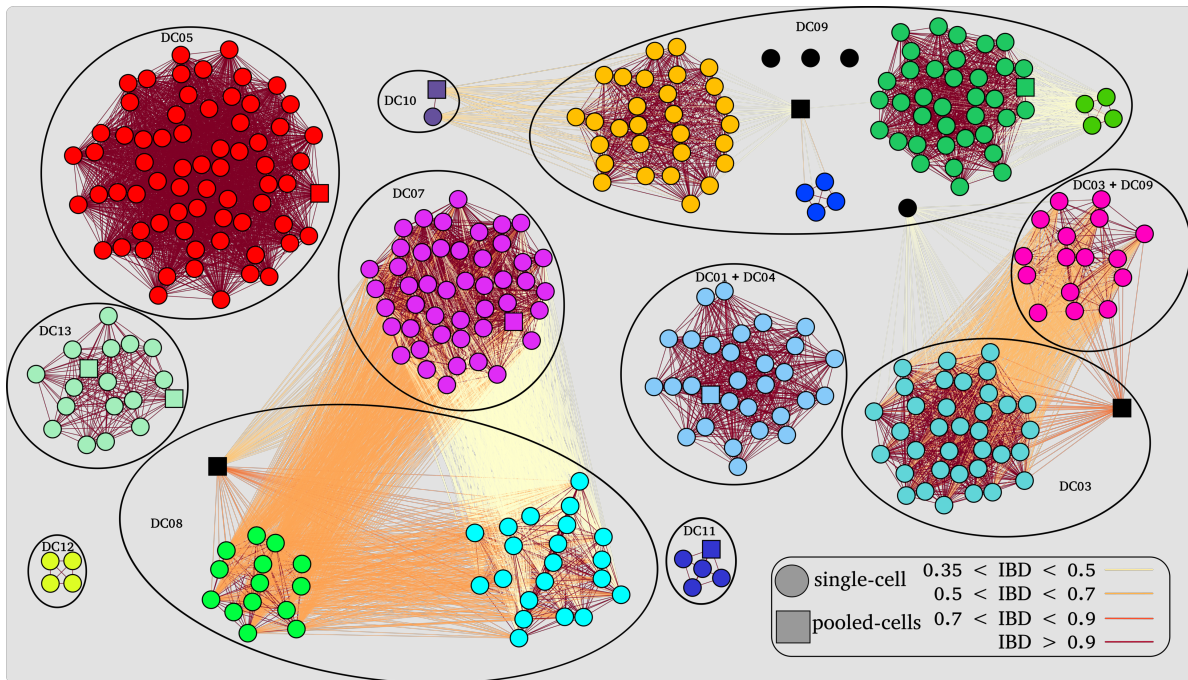 DC05
DC09
DC10
DC03 + DC09
DC07
DC01 + DC04
DC13
DC03
DC08
DC11
DC12
single-cell
pooled-cells
0.35 < IBD < 0.5
0.5 < IBD < 0.7
0.7 < IBD < 0.9
IBD > 0.9